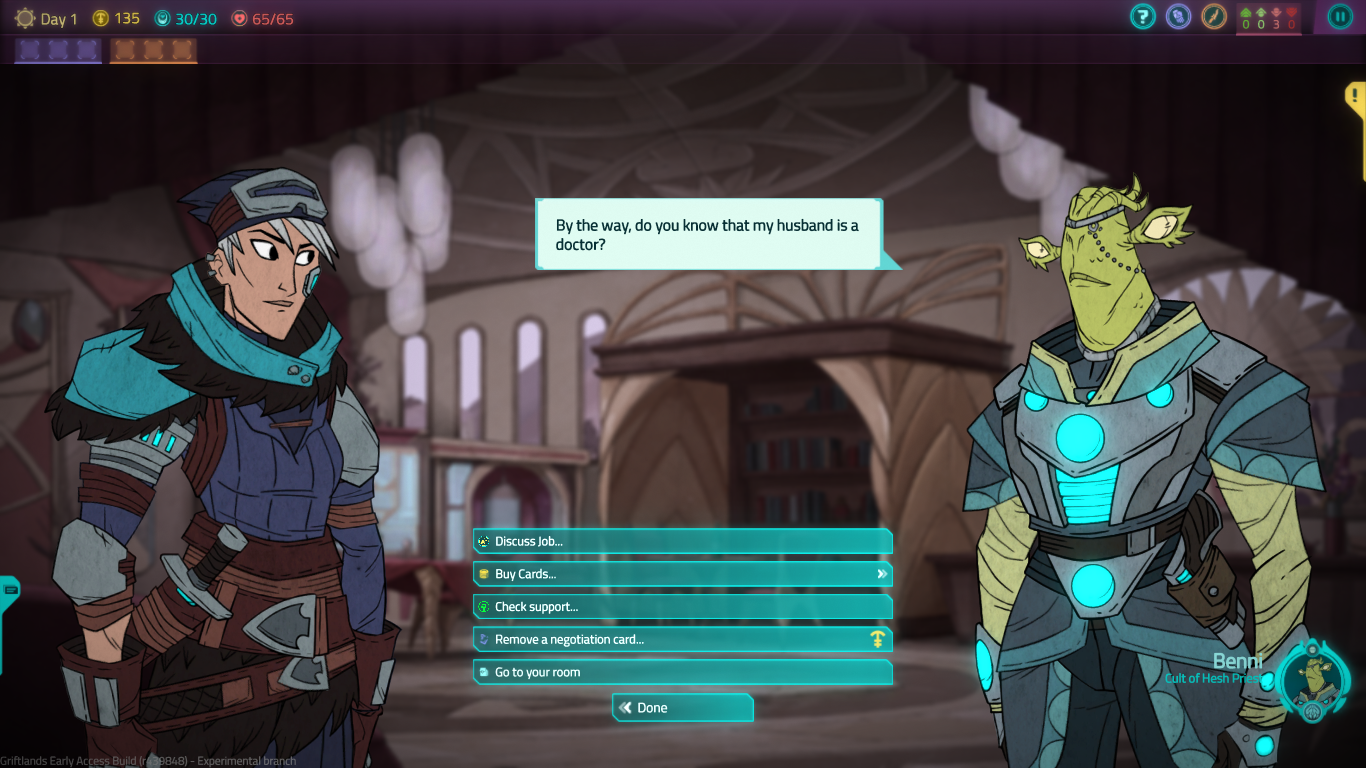 Day 1 135 30/30 65/65
? 0 0 3 0
!
By the way, do you know that my husband is a
doctor?
Discuss Job...
Buy Cards...
Check support...
Remove a negotiation card...
Go to your room
Done
Benni
Cult of Hesh Priest
Griftlands Early Access Build (r439848) - Experimental branch